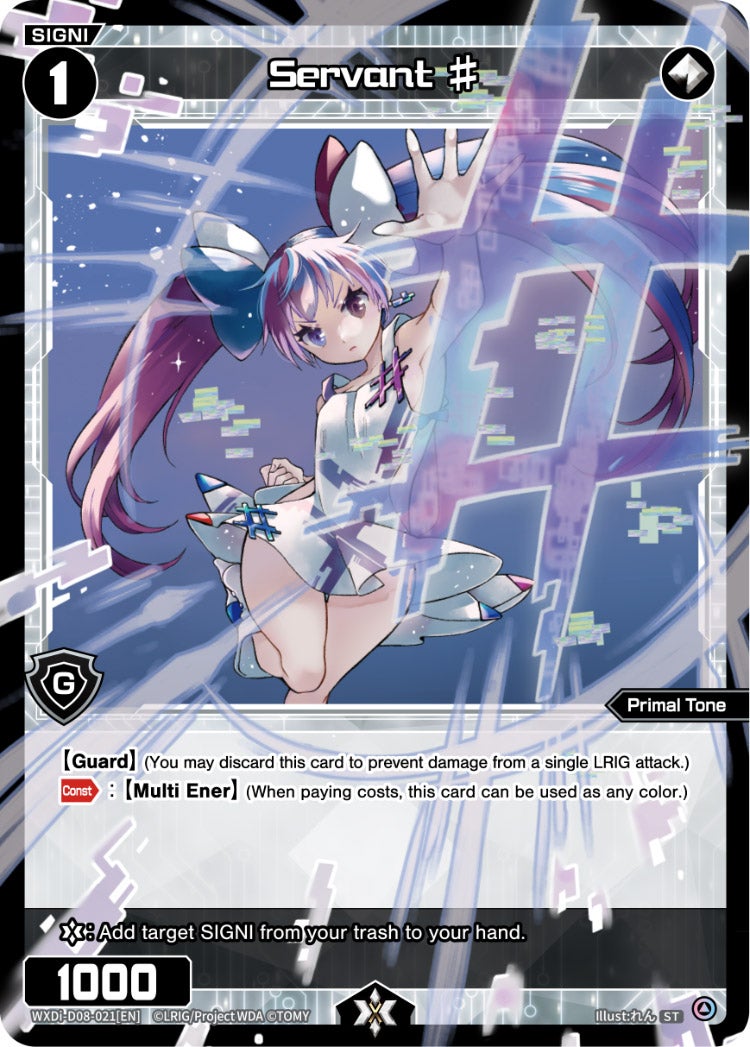 SIGNI
1
Servant #
G
Primal Tone
【Guard】 (You may discard this card to prevent damage from a single LRIG attack.)
Const : 【Multi Ener】 (When paying costs, this card can be used as any color.)
: Add target SIGNI from your trash to your hand.
1000
WXDi-D08-021[EN] ©LRIG/Project WDA ©TOMY Illust:れん ST